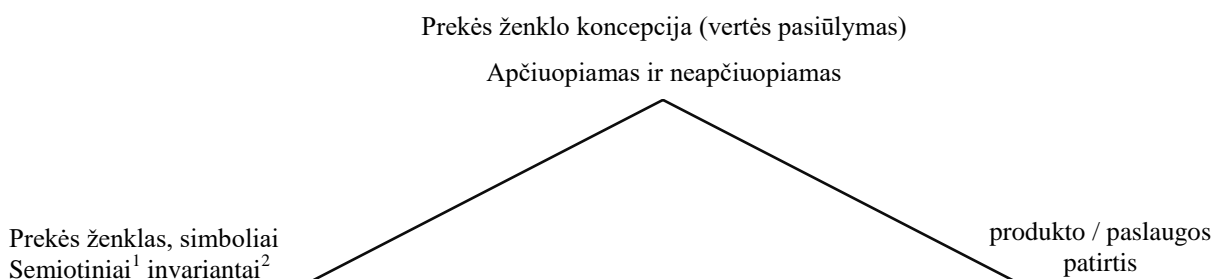 Prekės ženklo koncepcija (vertės pasiūlymas)
Apčiuopiamas ir neapčiuopiamas
Prekės ženklas, simboliai
Semiotiniai¹ invariantai²
produkto / paslaugos
patirtis